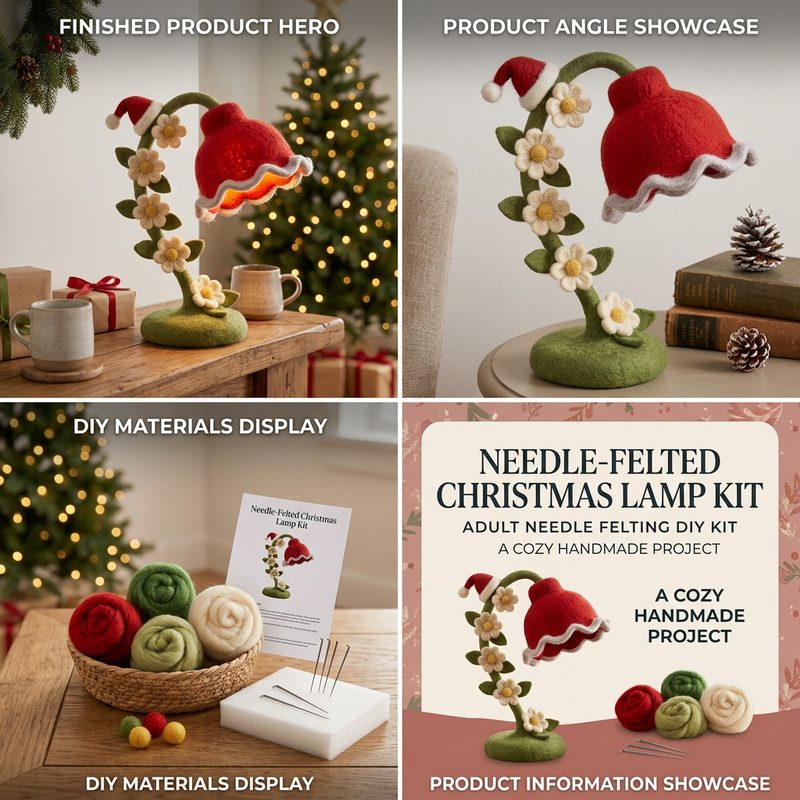 FINISHED PRODUCT HERO
PRODUCT ANGLE SHOWCASE
DIY MATERIALS DISPLAY
Needle-Felted Christmas
Lamp Kit
DIY MATERIALS DISPLAY
NEEDLE-FELTED
CHRISTMAS LAMP KIT
ADULT NEEDLE FELTING DIY KIT
A COZY HANDMADE PROJECT
A COZY
HANDMADE
PROJECT
PRODUCT INFORMATION SHOWCASE